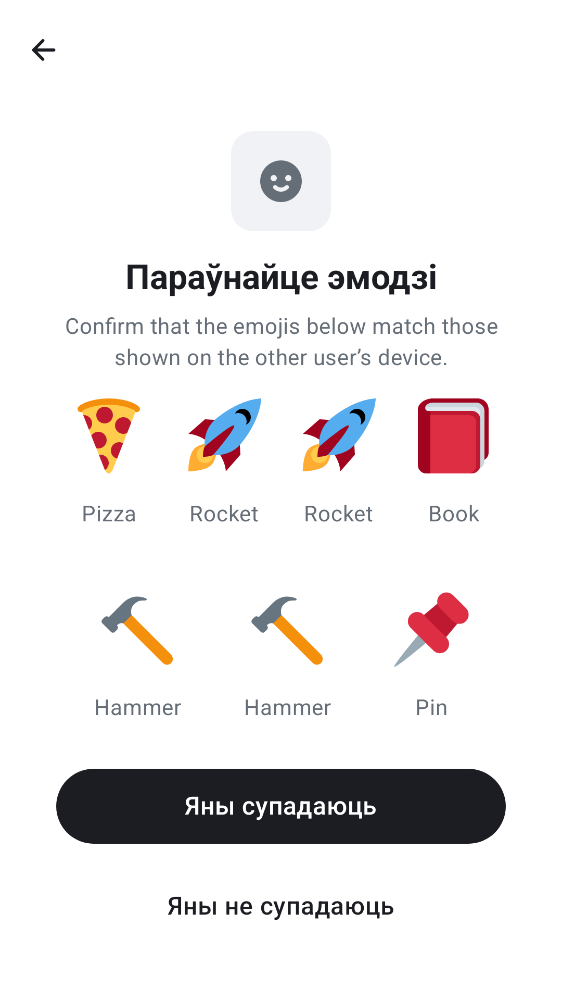 Параўнайце эмодзі
Confirm that the emojis below match those
shown on the other user’s device.
Pizza Rocket Rocket Book
Hammer Hammer Pin
Яны супадаюць
Яны не супадаюць